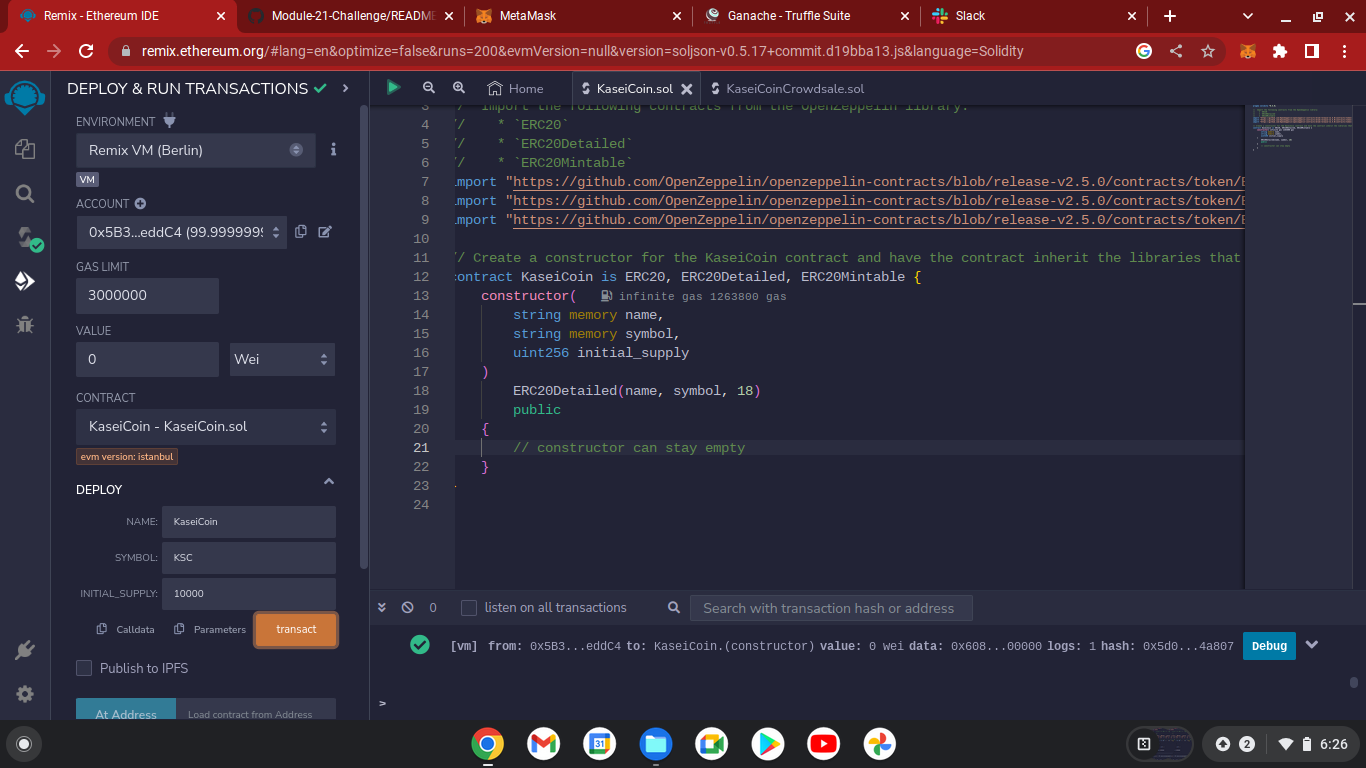 Remix - Ethereum IDE
Module-21-Challenge/README
MetaMask
Ganache - Truffle Suite
Slack
remix.ethereum.org/#lang=en&optimize=false&runs=200&evmVersion=null&version=soljson-v0.5.17+commit.d19bba13.js&language=Solidity
DEPLOY & RUN TRANSACTIONS
ENVIRONMENT
Remix VM (Berlin)
VM
ACCOUNT
0x5B3...eddC4 (99.9999999
GAS LIMIT
3000000
VALUE
0
Wei
CONTRACT
KaseiCoin - KaseiCoin.sol
evm version: istanbul
DEPLOY
NAME: KaseiCoin
SYMBOL: KSC
INITIAL_SUPPLY: 10000
Calldata Parameters transact
Publish to IPFS
At Address Load contract from Address
Home
KaseiCoin.sol
KaseiCoinCrowdsale.sol
3 // Import the following contracts from the OpenZeppelin library:
4 // * `ERC20`
5 // * `ERC20Detailed`
6 // * `ERC20Mintable`
7 import "https://github.com/OpenZeppelin/openzeppelin-contracts/blob/release-v2.5.0/contracts/token/E
8 import "https://github.com/OpenZeppelin/openzeppelin-contracts/blob/release-v2.5.0/contracts/token/E
9 import "https://github.com/OpenZeppelin/openzeppelin-contracts/blob/release-v2.5.0/contracts/token/E
10
11 // Create a constructor for the KaseiCoin contract and have the contract inherit the libraries that
12 contract KaseiCoin is ERC20, ERC20Detailed, ERC20Mintable {
13 constructor( infinite gas 1263800 gas
14 string memory name,
15 string memory symbol,
16 uint256 initial_supply
17 )
18 ERC20Detailed(name, symbol, 18)
19 public
20 {
21 // constructor can stay empty
22 }
23 }
24
0
listen on all transactions
Search with transaction hash or address
[vm] from: 0x5B3...eddC4 to: KaseiCoin.(constructor) value: 0 wei data: 0x608...00000 logs: 1 hash: 0x5d0...4a807
Debug
>
31
2
6:26